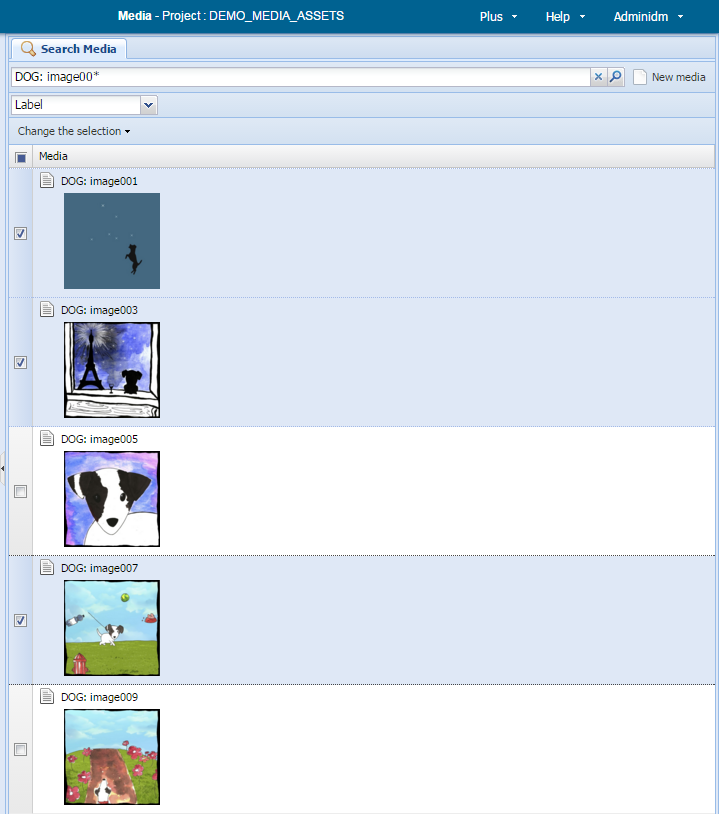 Media - Project : DEMO_MEDIA_ASSETS
Plus
Help
Adminidm
Search Media
DOG: image00*
New media
Label
Change the selection
Media
DOG: image001
DOG: image003
DOG: image005
DOG: image007
DOG: image009